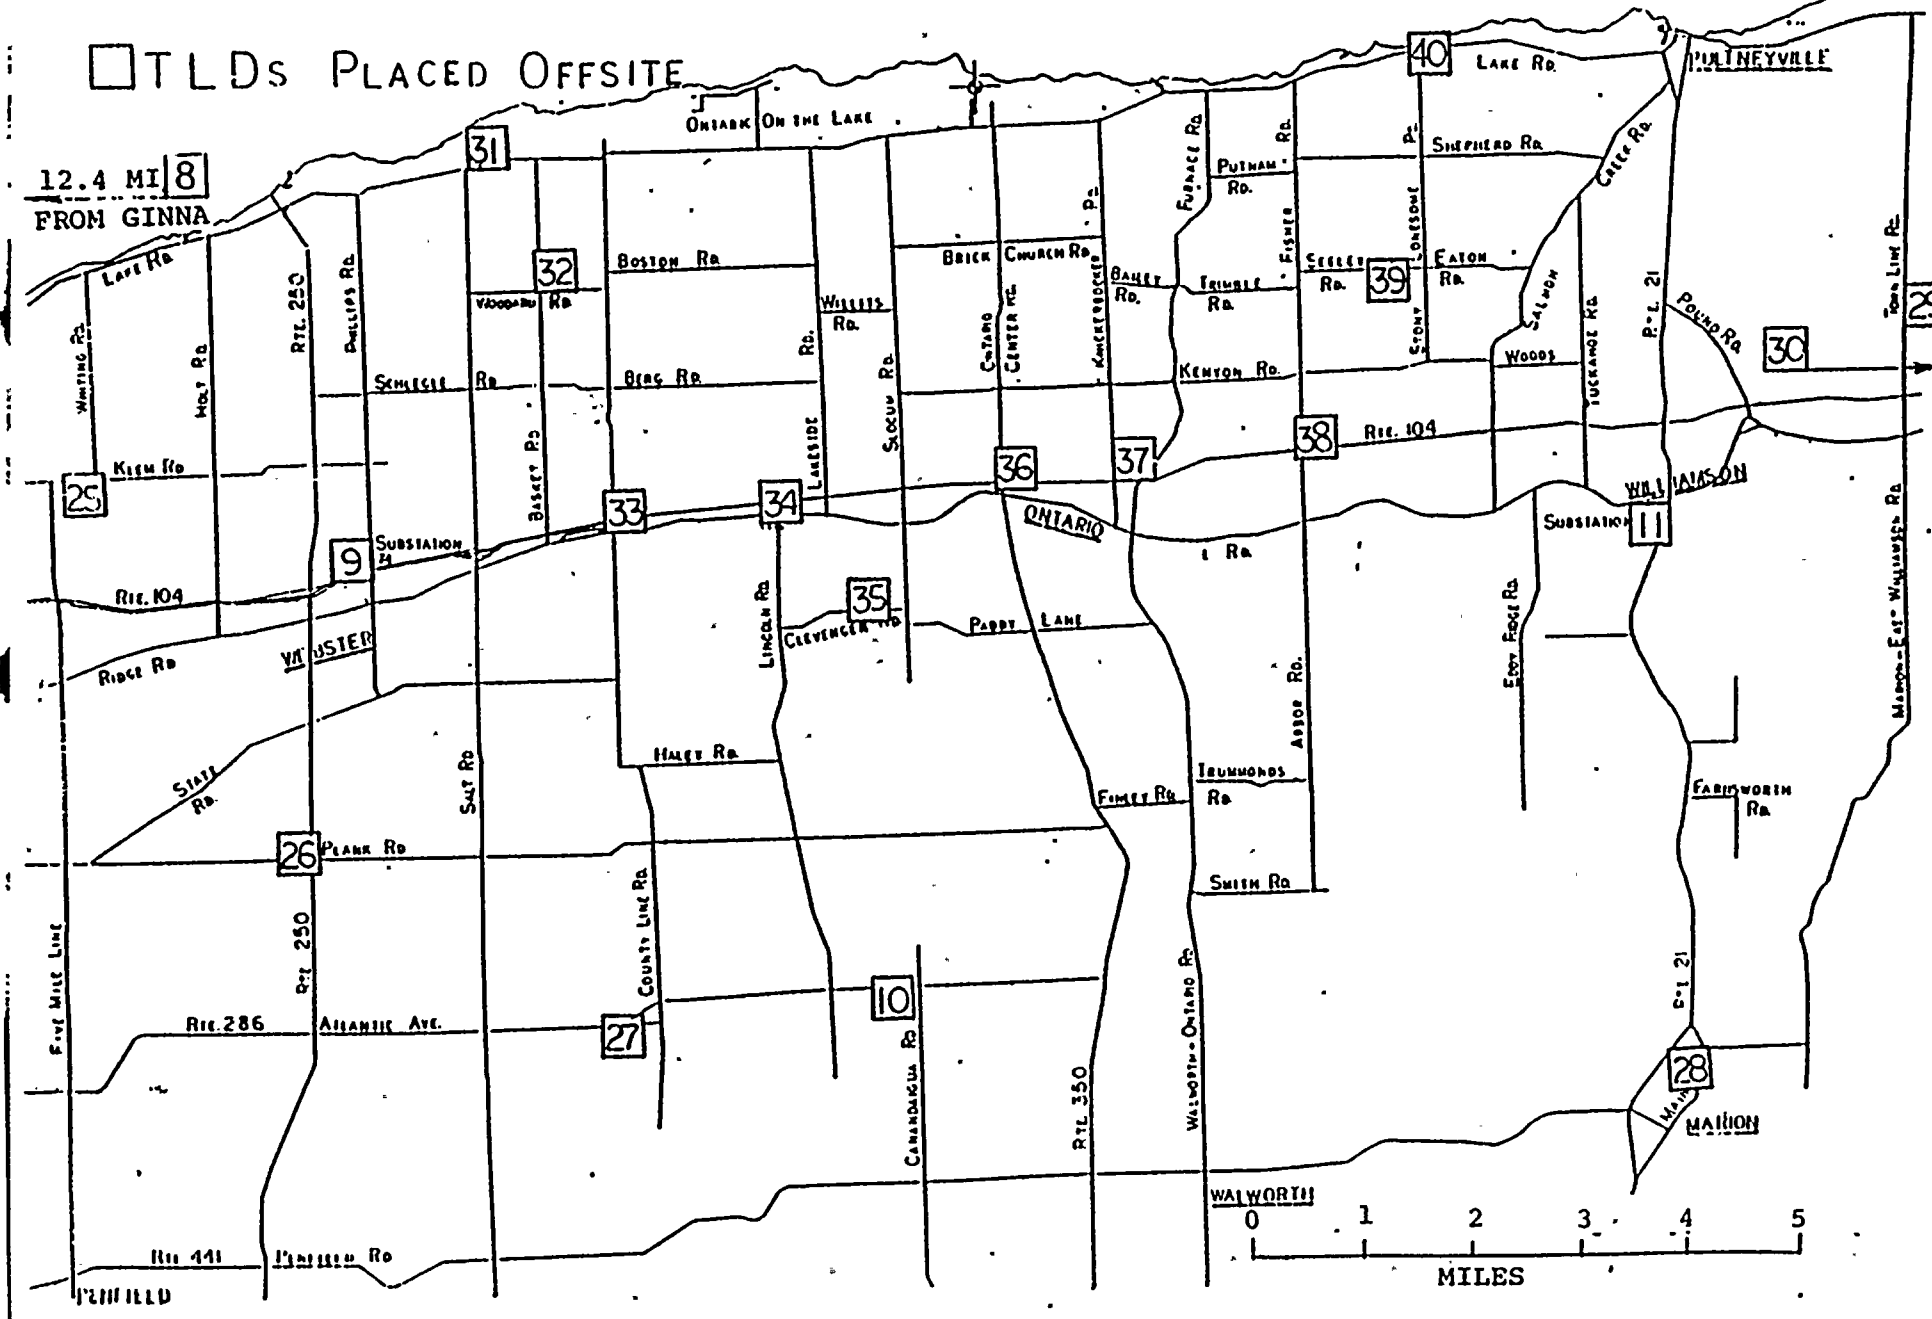 □ TLDs PLACED OFFSITE
40
LAKE RD.
PULTNEYVILLE
ONTARIO ON THE LAKE
31
12.4 MI 8
FROM GINNA
SHEPHERD RD.
CREEK RD.
PUTNAM
RD.
FURNACE RD.
FISHER
RD.
LAKE RD
RTE. 250
PHILLIPS RD.
32
WOODARD RD.
BOSTON RD.
BRICK CHURCH RD.
WILLITS
RD.
ONTARIO
CENTER RD.
KNICKERBOCKER
BAILEY
RD.
TRIMBLE
RD.
SEELEY
RD.
39
EATON
RD.
STONY
LONESOME
SALMON
TUCKAHOE RD.
RTE. 21
POUND RD.
TOWN LINE RD.
29
30
WHITING RD.
HOLT RD.
SCHLEGLE RD
BERG RD.
LAKESIDE
RD.
SLOCUM RD.
KENYON RD.
WOODS
KLEM RD
25
BASKET RD
36
37
38
RTE. 104
33
34
ONTARIO
WILLIAMSON
SUBSTATION
11
9
SUBSTATION
RTE. 104
RD.
35
LINCOLN RD.
CLEVENGER RD
PADDY LANE
EDDY RIDGE RD.
MARION-EAST WILLIAMSON RD.
RIDGE RD
WEBSTER
STATE
RD.
SALT RD
HALEY RD.
ARBOR RD.
FINLEY RD
TRUMMONDS
RD.
FARNSWORTH
RD.
26
PLANK RD
SMITH RD
COUNTY LINE RD.
FIVE MILE LINE
RTE 250
RTE. 21
10
RTE. 286 ATLANTIC AVE.
27
CANANDAIGUA RD
RTE 350
WALWORTH-ONTARIO R
28
MAIN
MARION
WALWORTH
RTE 441 PENFIELD RD
PENFIELD
0 1 2 3 4 5
MILES